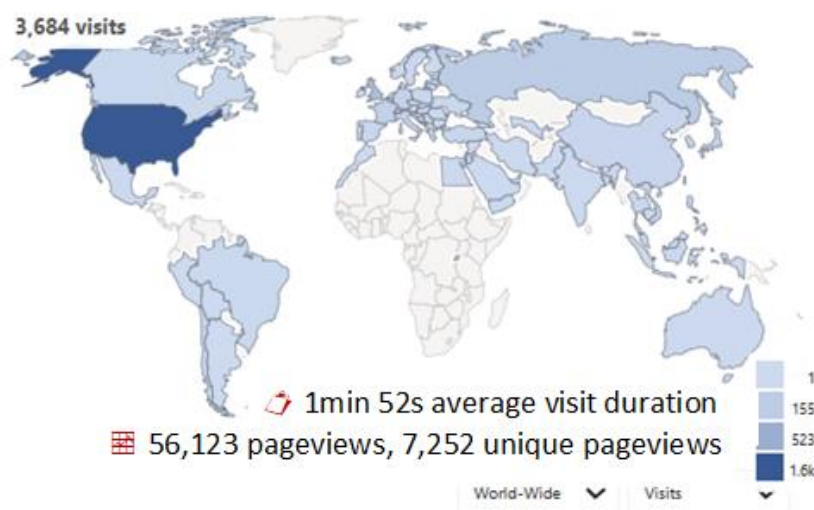 3,684 visits
1min 52s average visit duration
56,123 pageviews, 7,252 unique pageviews
1
155
523
1.6k
World-Wide
Visits